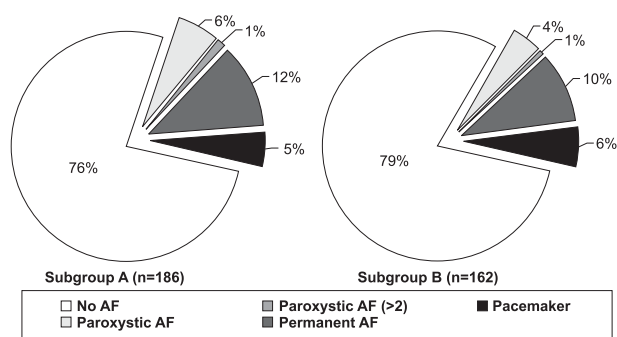 6%
1%
12%
5%
76%
4%
1%
10%
6%
79%
Subgroup A (n=186)
Subgroup B (n=162)
No AF
Paroxystic AF (>2)
Pacemaker
Paroxystic AF
Permanent AF